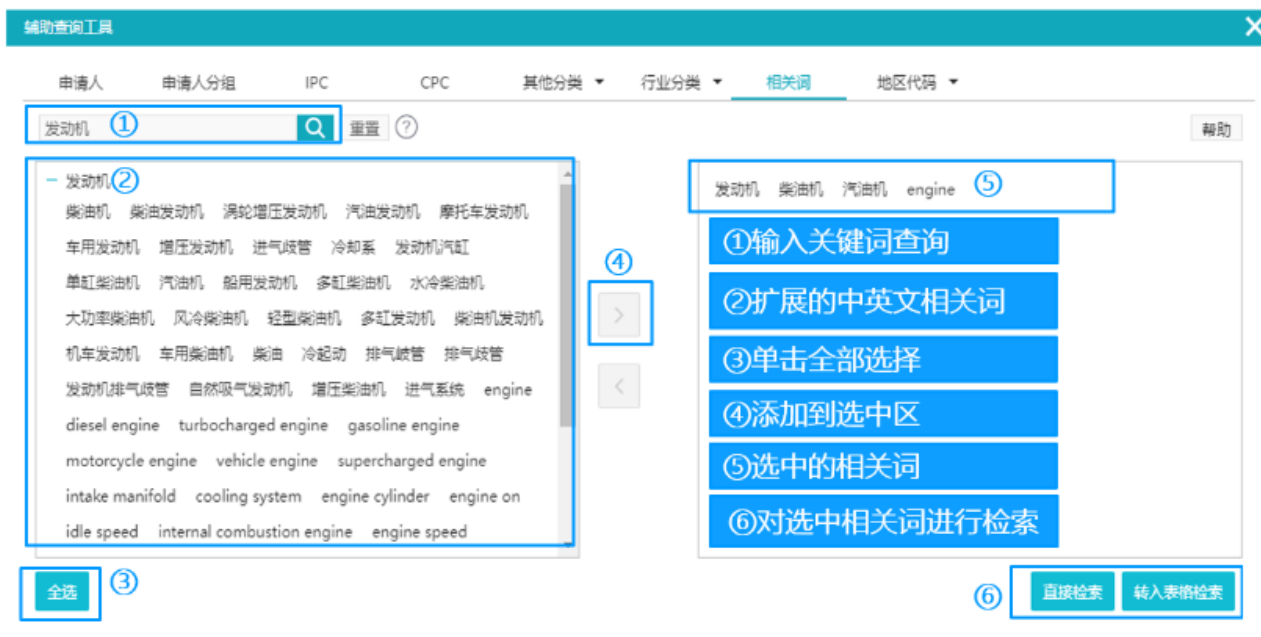 辅助查询工具
申请人 申请人分组 IPC CPC 其他分类 行业分类 相关词 地区代码
发动机 ① 重置 ? 帮助
发动机 ②
柴油机 柴油发动机 涡轮增压发动机 汽油发动机 摩托车发动机
车用发动机 增压发动机 进气歧管 冷却系 发动机汽缸
单缸柴油机 汽油机 船用发动机 多缸柴油机 水冷柴油机
大功率柴油机 风冷柴油机 轻型柴油机 多缸发动机 柴油机发动机
机车发动机 车用柴油机 柴油 冷起动 排气岐管 排气歧管
发动机排气歧管 自然吸气发动机 增压柴油机 进气系统 engine
diesel engine turbocharged engine gasoline engine
motorcycle engine vehicle engine supercharged engine
intake manifold cooling system engine cylinder engine on
idle speed internal combustion engine engine speed
全选 ③
④
发动机 柴油机 汽油机 engine ⑤
①输入关键词查询
②扩展的中英文相关词
③单击全部选择
④添加到选中区
⑤选中的相关词
⑥对选中相关词进行检索
⑥ 直接检索 转入表格检索